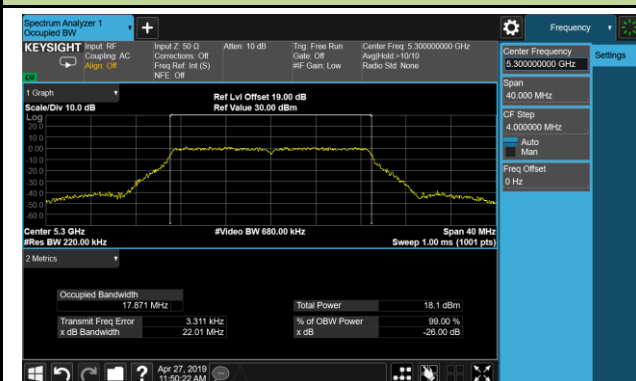 Spectrum Analyzer 1
Occupied BW
Frequency
KEYSIGHT
Input: RF
Coupling: AC
Align: Off
Input Z: 50 Ω
Corrections: Off
Freq Ref: Int (S)
NFE: Off
Atten: 10 dB
Trig: Free Run
Gate: Off
#IF Gain: Low
Center Freq: 5.300000000 GHz
Avg|Hold:>10/10
Radio Std: None
LXI
Center Frequency
5.300000000 GHz
Settings
Span
40.000 MHz
CF Step
4.000000 MHz
Auto
Man
Freq Offset
0 Hz
1 Graph
Scale/Div 10.0 dB
Ref Lvl Offset 19.00 dB
Ref Value 30.00 dBm
Log
20.0
10.0
0.00
-10.0
-20.0
-30.0
-40.0
-50.0
-60.0
Center 5.3 GHz
#Video BW 680.00 kHz
Span 40 MHz
#Res BW 220.00 kHz
Sweep 1.00 ms (1001 pts)
2 Metrics
Occupied Bandwidth
17.871 MHz
Total Power 18.1 dBm
Transmit Freq Error 3.311 kHz
% of OBW Power 99.00 %
x dB Bandwidth 22.01 MHz
x dB -26.00 dB
?
Apr 27, 2019
11:50:22 AM